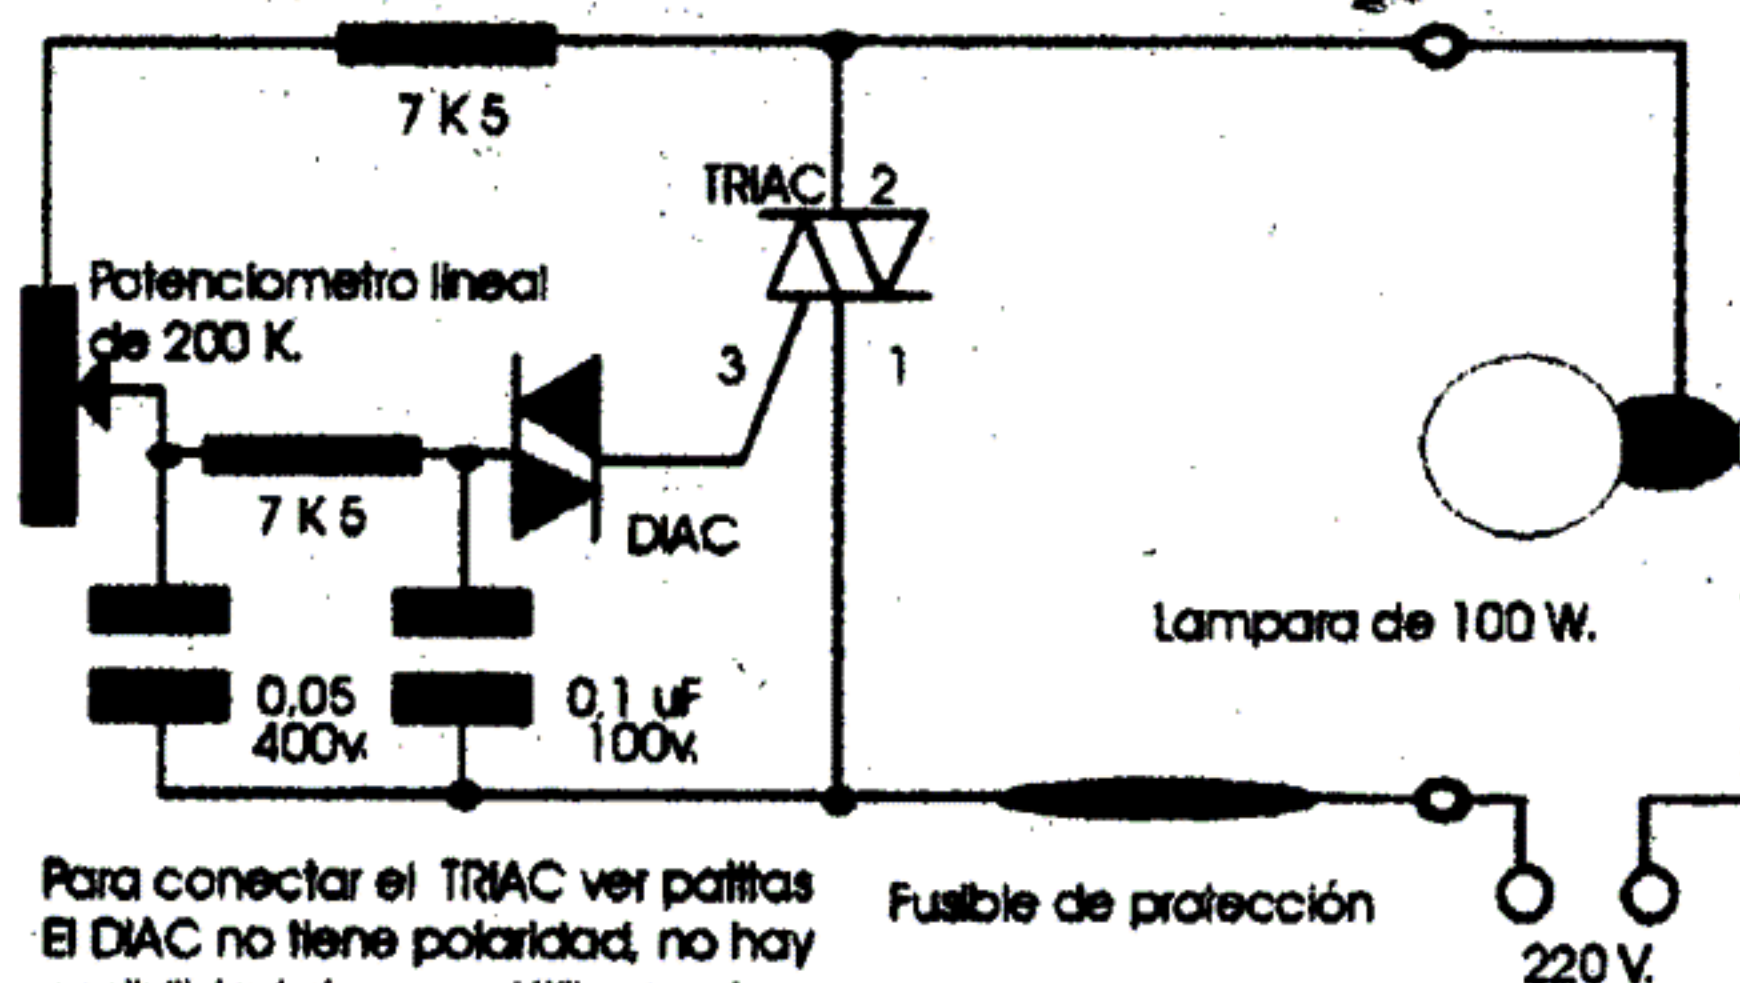 7 K 5
TRIAC 2
Potenciometro lineal
de 200 K.
3
1
7 K 5
DIAC
Lampara de 100 W.
0,05
400v.
0,1 uF
100v.
Para conectar el TRIAC ver patitas
El DIAC no tiene polaridad, no hay
Fusible de protección
220 V.